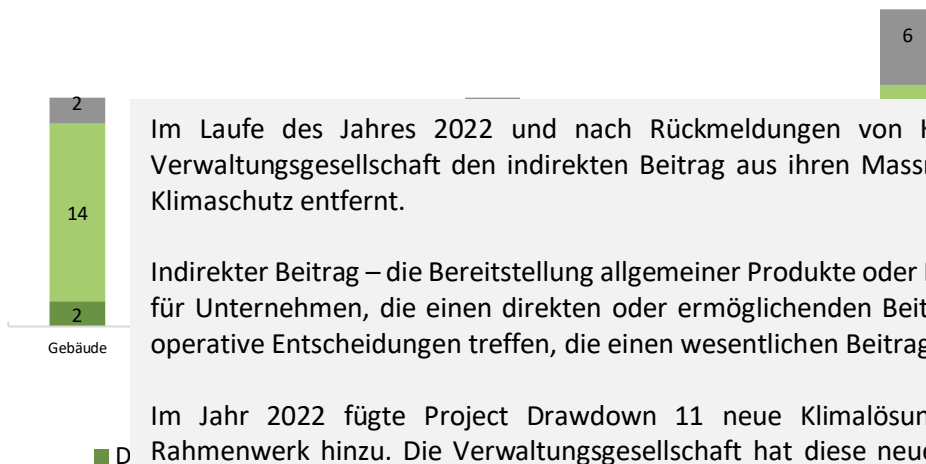 6
2
14
2
Gebäude
Im Laufe des Jahres 2022 und nach Rückmeldungen von
Verwaltungsgesellschaft den indirekten Beitrag aus ihren
Klimaschutz entfernt.
Indirekter Beitrag – die Bereitstellung allgemeiner Produkte oder
für Unternehmen, die einen direkten oder ermöglichenden
operative Entscheidungen treffen, die einen wesentlichen Beitrag
Im Jahr 2022 fügte Project Drawdown 11 neue
D
Rahmenwerk hinzu. Die Verwaltungsgesellschaft hat diese